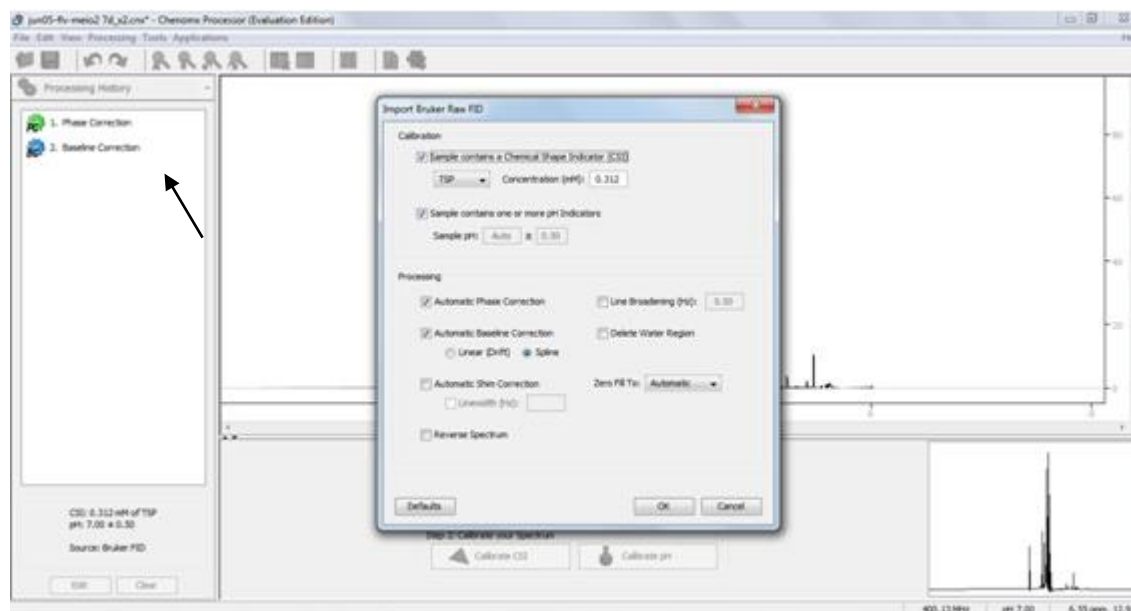 jun05-flv-meio2 7d_s2.cnx* - Chenomx Processor (Evaluation Edition)
File Edit View Processing Tools Applications
Processing History
1. Phase Correction
2. Baseline Correction
CSI: 0.312 mM of TSP
pH: 7.00 ± 0.50
Source: Bruker FID
Edit Clear
Import Bruker Raw FID
Calibration
Sample contains a Chemical Shape Indicator (CSI)
TSP Concentration (mM): 0.312
Sample contains one or more pH Indicators
Sample pH: Auto ± 0.50
Processing
Automatic Phase Correction Line Broadening (Hz):
Automatic Baseline Correction Delete Water Region
Linear (Drift) Spline
Automatic Shim Correction Zero Fill To: Automatic
Linewidth (Hz):
Reverse Spectrum
Defaults OK Cancel
Step 2: Calibrate your Spectrum
Calibrate CSI Calibrate pH
400.13 MHz pH 7.00